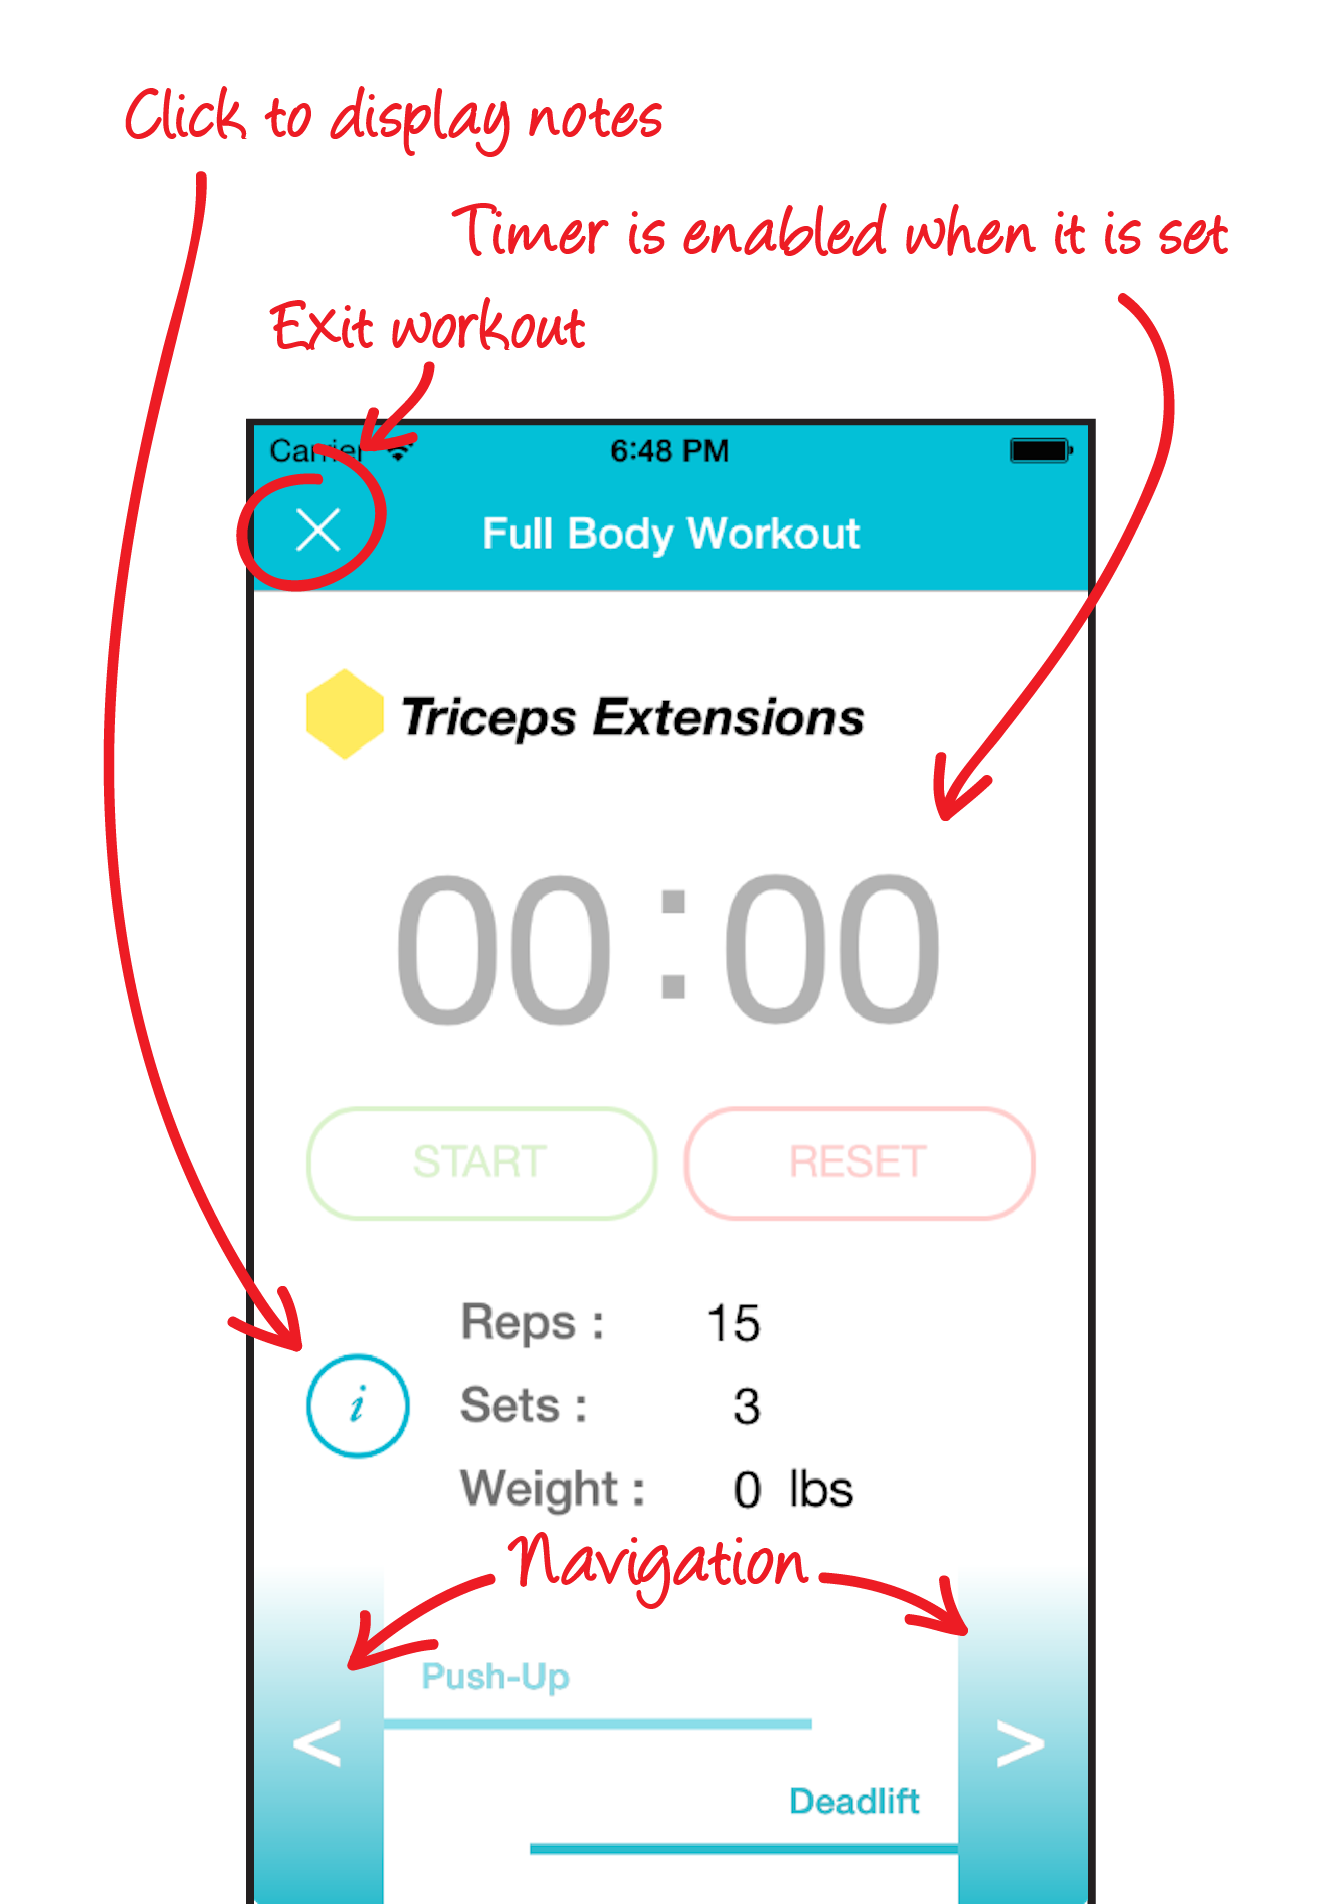 Click to display notes
Timer is enabled when it is set
Exit workout
Carrier 6:48 PM
Full Body Workout
Triceps Extensions
00:00
START RESET
Reps : 15
i
Sets : 3
Weight : 0 lbs
Navigation
Push-Up
< >
Deadlift